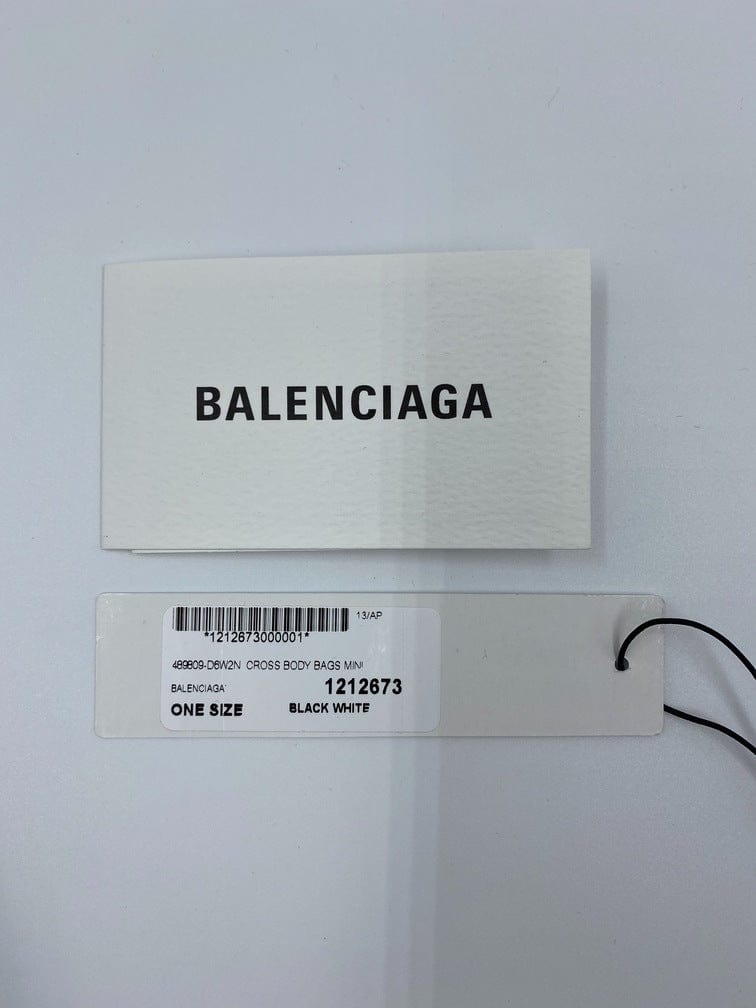 BALENCIAGA
13/AP
*1212673000001*
489809-D6W2N CROSS BODY BAGS MINI
BALENCIAGA 1212673
ONE SIZE BLACK WHITE